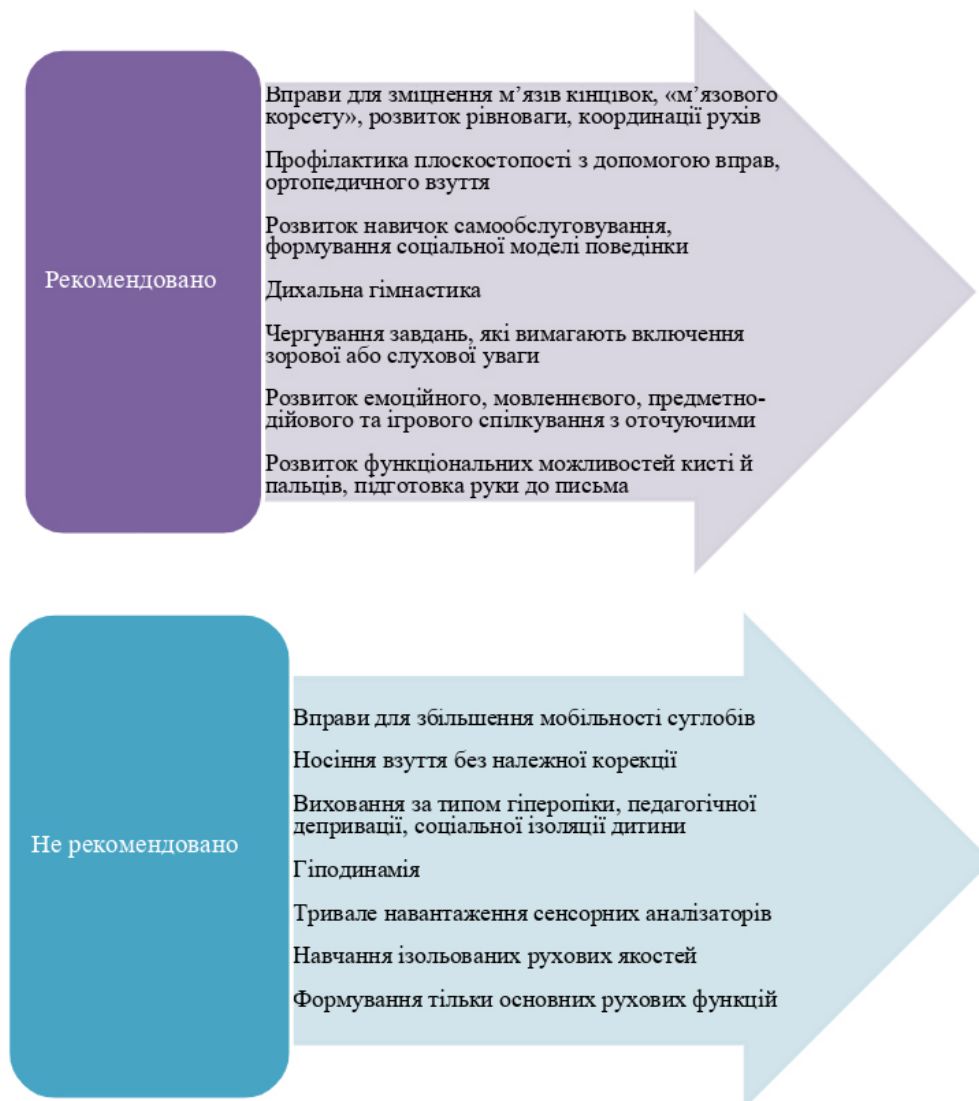 Рекомендовано
Вправи для зміцнення м’язів кінцівок, «м’язового
корсету», розвиток рівноваги, координації рухів
Профілактика плоскостопості з допомогою вправ,
ортопедичного взуття
Розвиток навичок самообслуговування,
формування соціальної моделі поведінки
Дихальна гімнастика
Чергування завдань, які вимагають включення
зорової або слухової уваги
Розвиток емоційного, мовленнєвого, предметно-
дійового та ігрового спілкування з оточуючими
Розвиток функціональних можливостей кисті й
пальців, підготовка руки до письма
Не рекомендовано
Вправи для збільшення мобільності суглобів
Носіння взуття без належної корекції
Виховання за типом гіперопіки, педагогічної
депривації, соціальної ізоляції дитини
Гіподинамія
Тривале навантаження сенсорних аналізаторів
Навчання ізольованих рухових якостей
Формування тільки основних рухових функцій